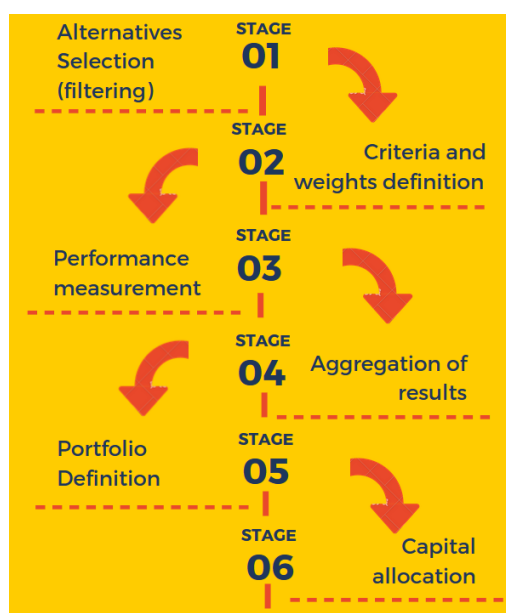 Alternatives
Selection
(filtering)
STAGE
01
STAGE
02
Criteria and
weights definition
Performance
measurement
STAGE
03
STAGE
04
Aggregation of
results
Portfolio
Definition
STAGE
05
STAGE
06
Capital
allocation